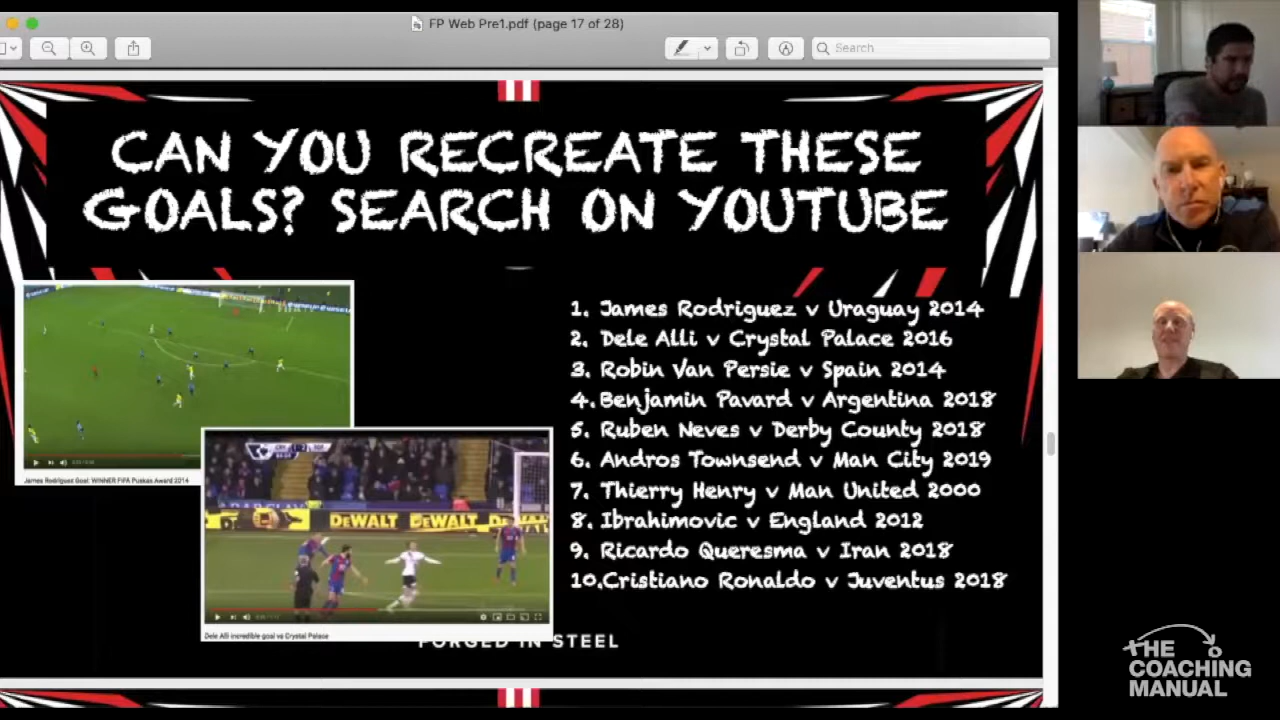 FP Web Pre1.pdf (page 17 of 28)
Search
CAN YOU RECREATE THESE
GOALS? SEARCH ON YOUTUBE
1. James Rodriguez v Uraguay 2014
2. Dele Alli v Crystal Palace 2016
3. Robin Van Persie v Spain 2014
4. Benjamin Pavard v Argentina 2018
5. Ruben Neves v Derby County 2018
6. Andros Townsend v Man City 2019
7. Thierry Henry v Man United 2000
8. Ibrahimovic v England 2012
9. Ricardo Queresma v Iran 2018
10.Cristiano Ronaldo v Juventus 2018
James Rodriguez Goal: WINNER FIFA Puskas Award 2014
DeWALT DeWALT DeWALT
Dele Alli incredible goal vs Crystal Palace
FORGED IN STEEL
THE
COACHING
MANUAL